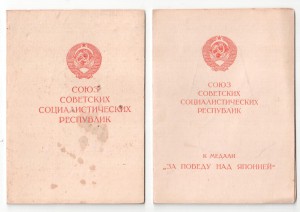 СОЮЗ
СОВЕТСКИХ
СОЦИАЛИСТИЧЕСКИХ
РЕСПУБЛИК
СОЮЗ
СОВЕТСКИХ
СОЦИАЛИСТИЧЕСКИХ
РЕСПУБЛИК
К МЕДАЛИ
„ЗА ПОБЕДУ НАД ЯПОНИЕЙ“